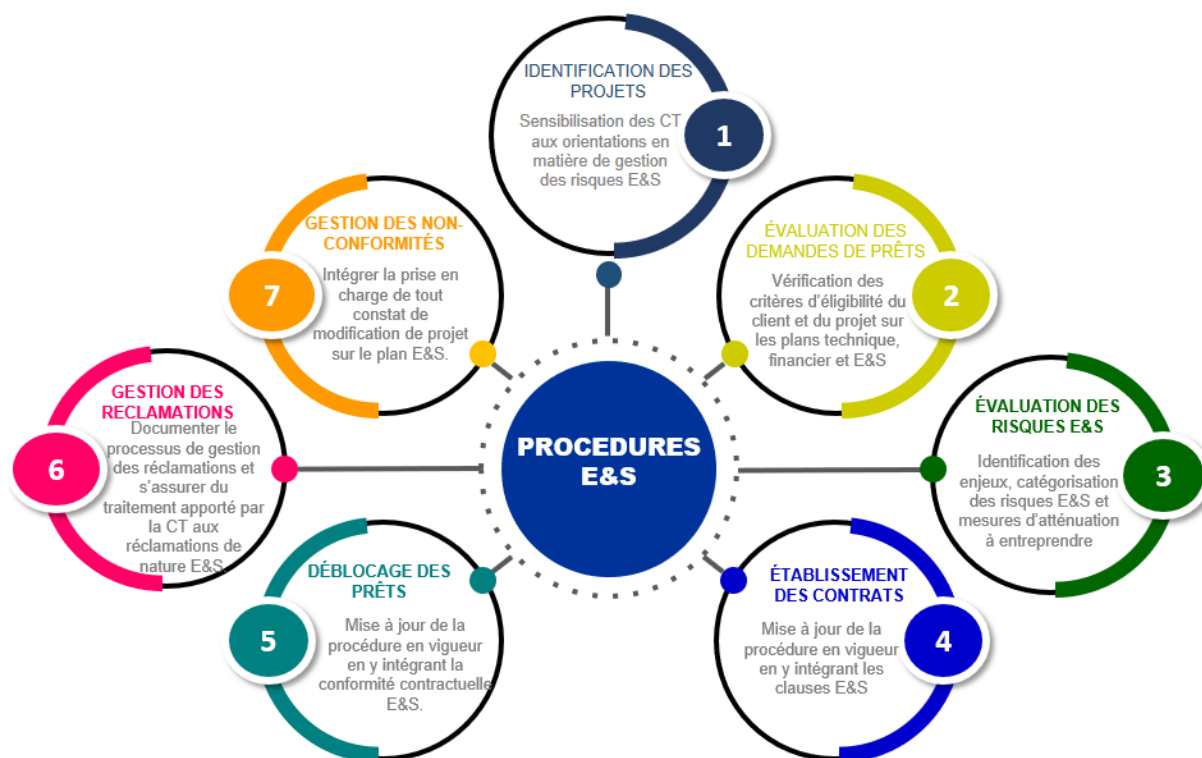 IDENTIFICATION DES
PROJETS
Sensibilisation des CT
aux orientations en
matière de gestion
des risques E&S
1
ÉVALUATION DES
DEMANDES DE PRÊTS
Vérification des
critères d'éligibilité du
client et du projet sur
les plans technique,
financier et E&S
2
ÉVALUATION DES
RISQUES E&S
Identification des
enjeux, catégorisation
des risques E&S et
mesures d'atténuation
à entreprendre
3
ÉTABLISSEMENT
DES CONTRATS
Mise à jour de la
procédure en vigueur
en y intégrant les
clauses E&S
4
DÉBLOCAGE DES
PRÊTS
Mise à jour de la
procédure en vigueur
en y intégrant la
conformité contractuelle
E&S.
5
GESTION DES
RECLAMATIONS
Documenter le
processus de gestion
des réclamations et
s'assurer du
traitement apporté par
la CT aux
réclamations de
nature E&S.
6
GESTION DES NON-
CONFORMITÉS
Intégrer la prise en
charge de tout
constat de
modification de projet
sur le plan E&S.
7
PROCEDURES
E&S